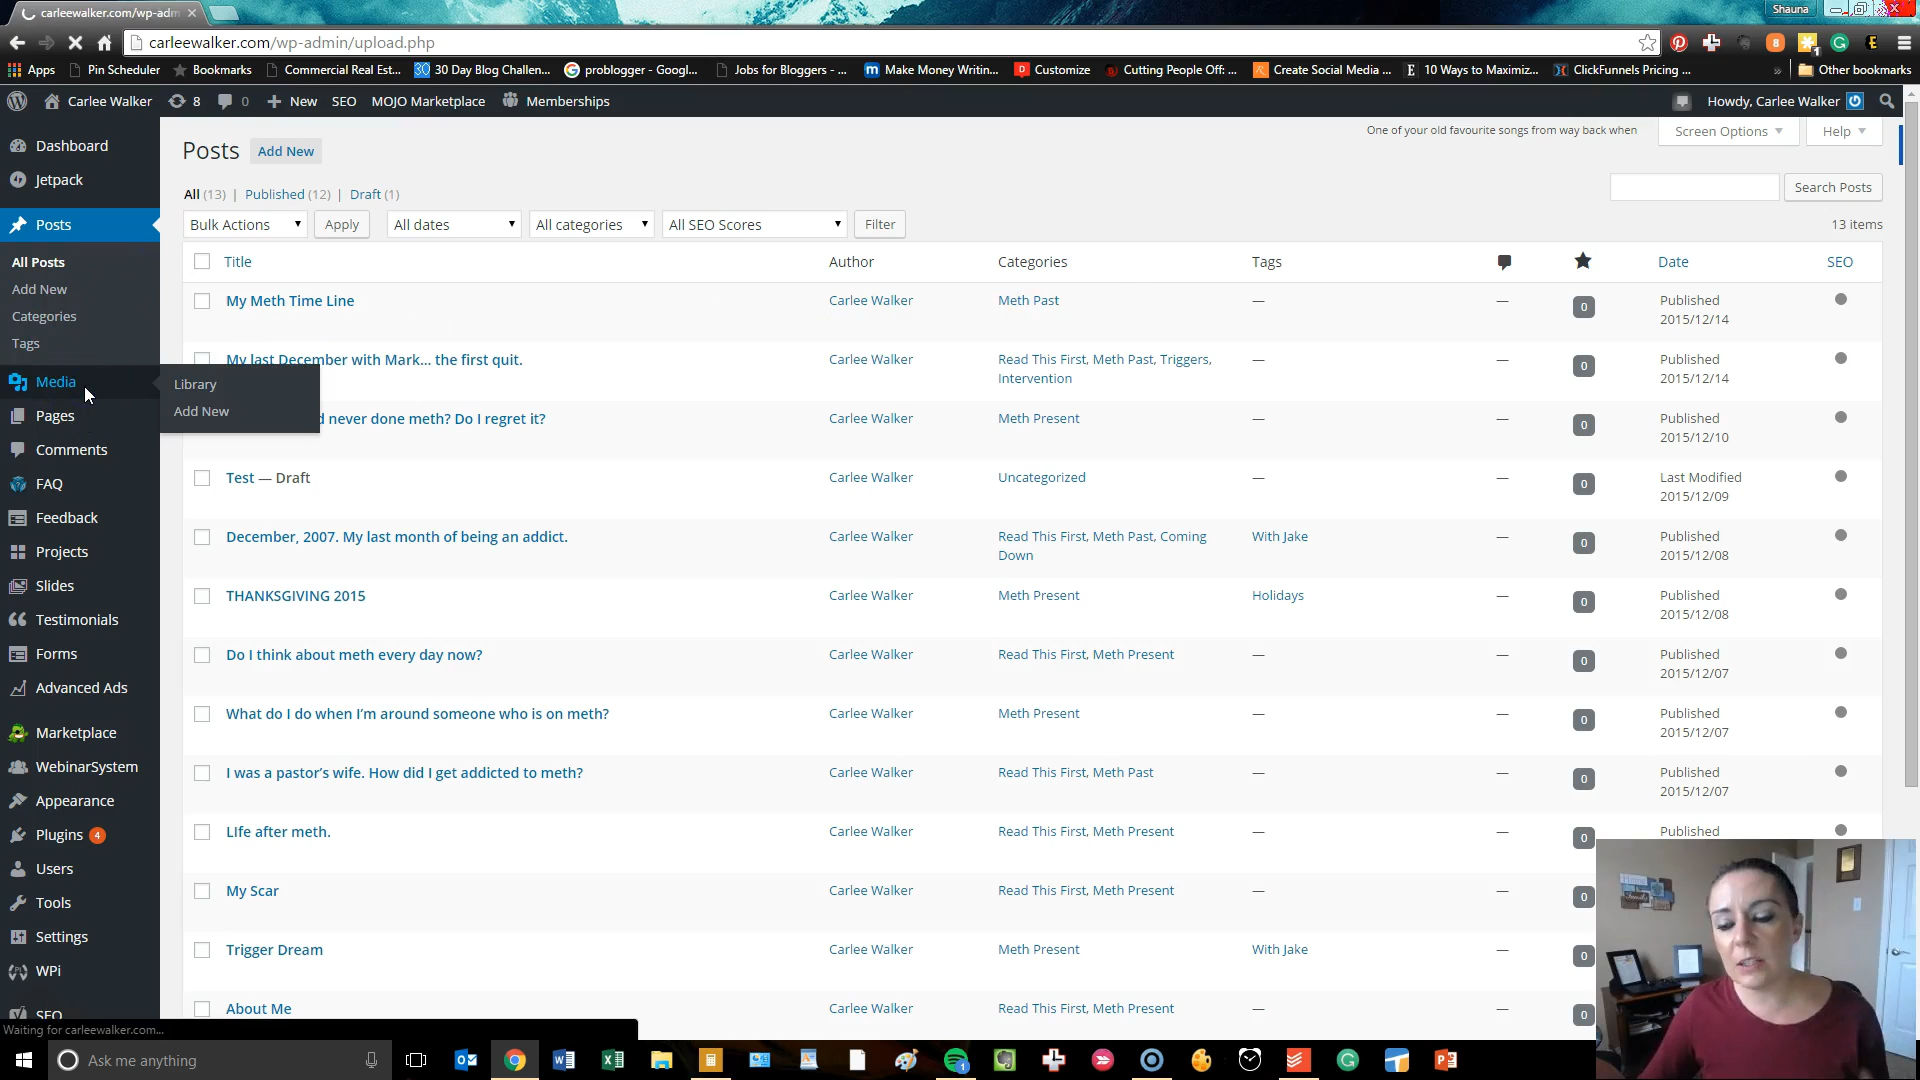 carleewalker.com/wp-adm
Shauna
carleewalker.com/wp-admin/upload.php
Apps Pin Scheduler Bookmarks Commercial Real Est... 30 Day Blog Challen... problogger - Googl... Jobs for Bloggers - ... Make Money Writin... Customize Cutting People Off: ... Create Social Media ... 10 Ways to Maximiz... ClickFunnels Pricing ... » Other bookmarks
Carlee Walker 8 0 New SEO MOJO Marketplace Memberships Howdy, Carlee Walker
One of your old favourite songs from way back when Screen Options Help
Dashboard
Jetpack
Posts
All Posts
Add New
Categories
Tags
Media
Library
Add New
Pages
Comments
FAQ
Feedback
Projects
Slides
Testimonials
Forms
Advanced Ads
Marketplace
WebinarSystem
Appearance
Plugins 4
Users
Tools
Settings
WPi
SEO
Posts Add New
All (13) | Published (12) | Draft (1)
Search Posts
Bulk Actions Apply All dates All categories All SEO Scores Filter 13 items
Title Author Categories Tags Date SEO
My Meth Time Line Carlee Walker Meth Past — — 0 Published
2015/12/14
My last December with Mark... the first quit. Carlee Walker Read This First, Meth Past, Triggers, — — 0 Published
Intervention 2015/12/14
never done meth? Do I regret it? Carlee Walker Meth Present — — 0 Published
2015/12/10
Test — Draft Carlee Walker Uncategorized — — 0 Last Modified
2015/12/09
December, 2007. My last month of being an addict. Carlee Walker Read This First, Meth Past, Coming With Jake — 0 Published
Down 2015/12/08
THANKSGIVING 2015 Carlee Walker Meth Present Holidays — 0 Published
2015/12/08
Do I think about meth every day now? Carlee Walker Read This First, Meth Present — — 0 Published
2015/12/07
What do I do when I'm around someone who is on meth? Carlee Walker Meth Present — — 0 Published
2015/12/07
I was a pastor's wife. How did I get addicted to meth? Carlee Walker Read This First, Meth Past — — 0 Published
2015/12/07
LIfe after meth. Carlee Walker Read This First, Meth Present — — 0 Published
My Scar Carlee Walker Read This First, Meth Present — — 0
Trigger Dream Carlee Walker Meth Present With Jake — 0
About Me Carlee Walker Read This First, Meth Present — — 0
Waiting for carleewalker.com...
Ask me anything